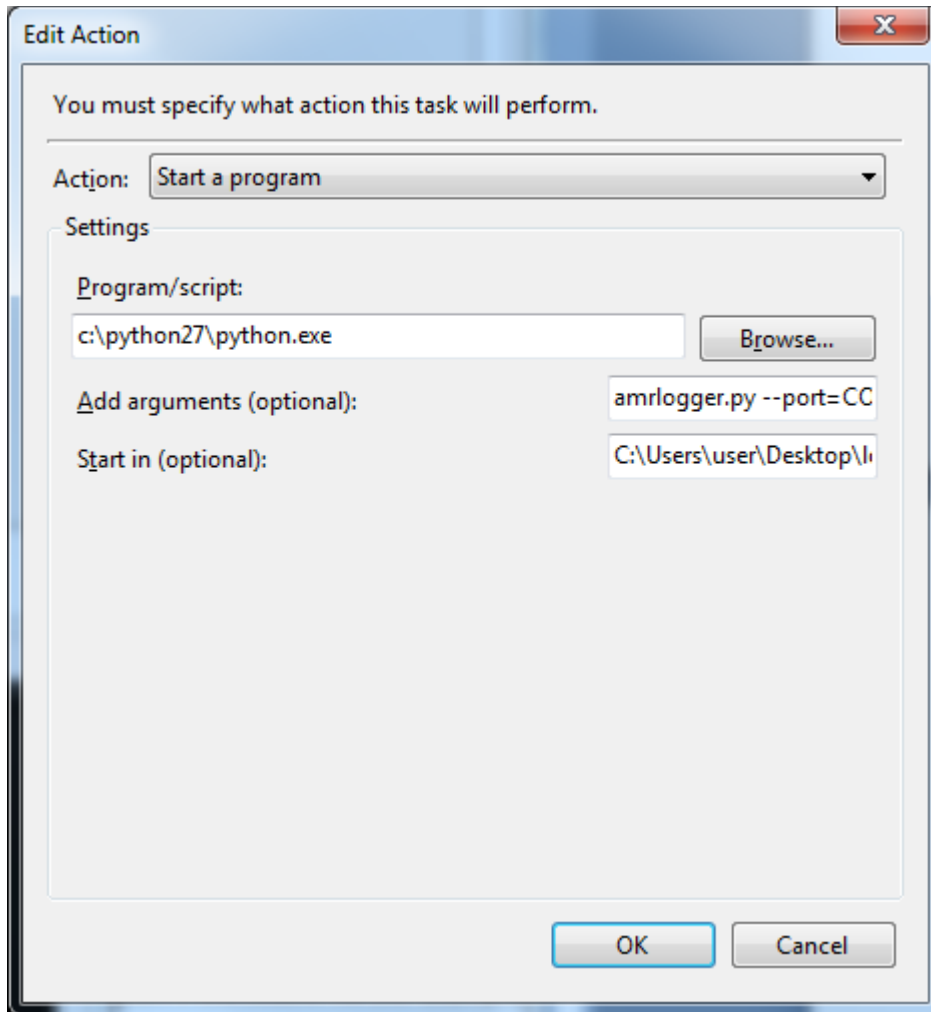 Edit Action
You must specify what action this task will perform.
Action: Start a program
Settings
Program/script:
c:\python27\python.exe Browse...
Add arguments (optional): amrlogger.py --port=CO
Start in (optional): C:\Users\user\Desktop\l
OK Cancel